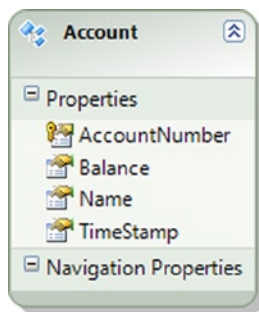 Account
Properties
AccountNumber
Balance
Name
TimeStamp
Navigation Properties